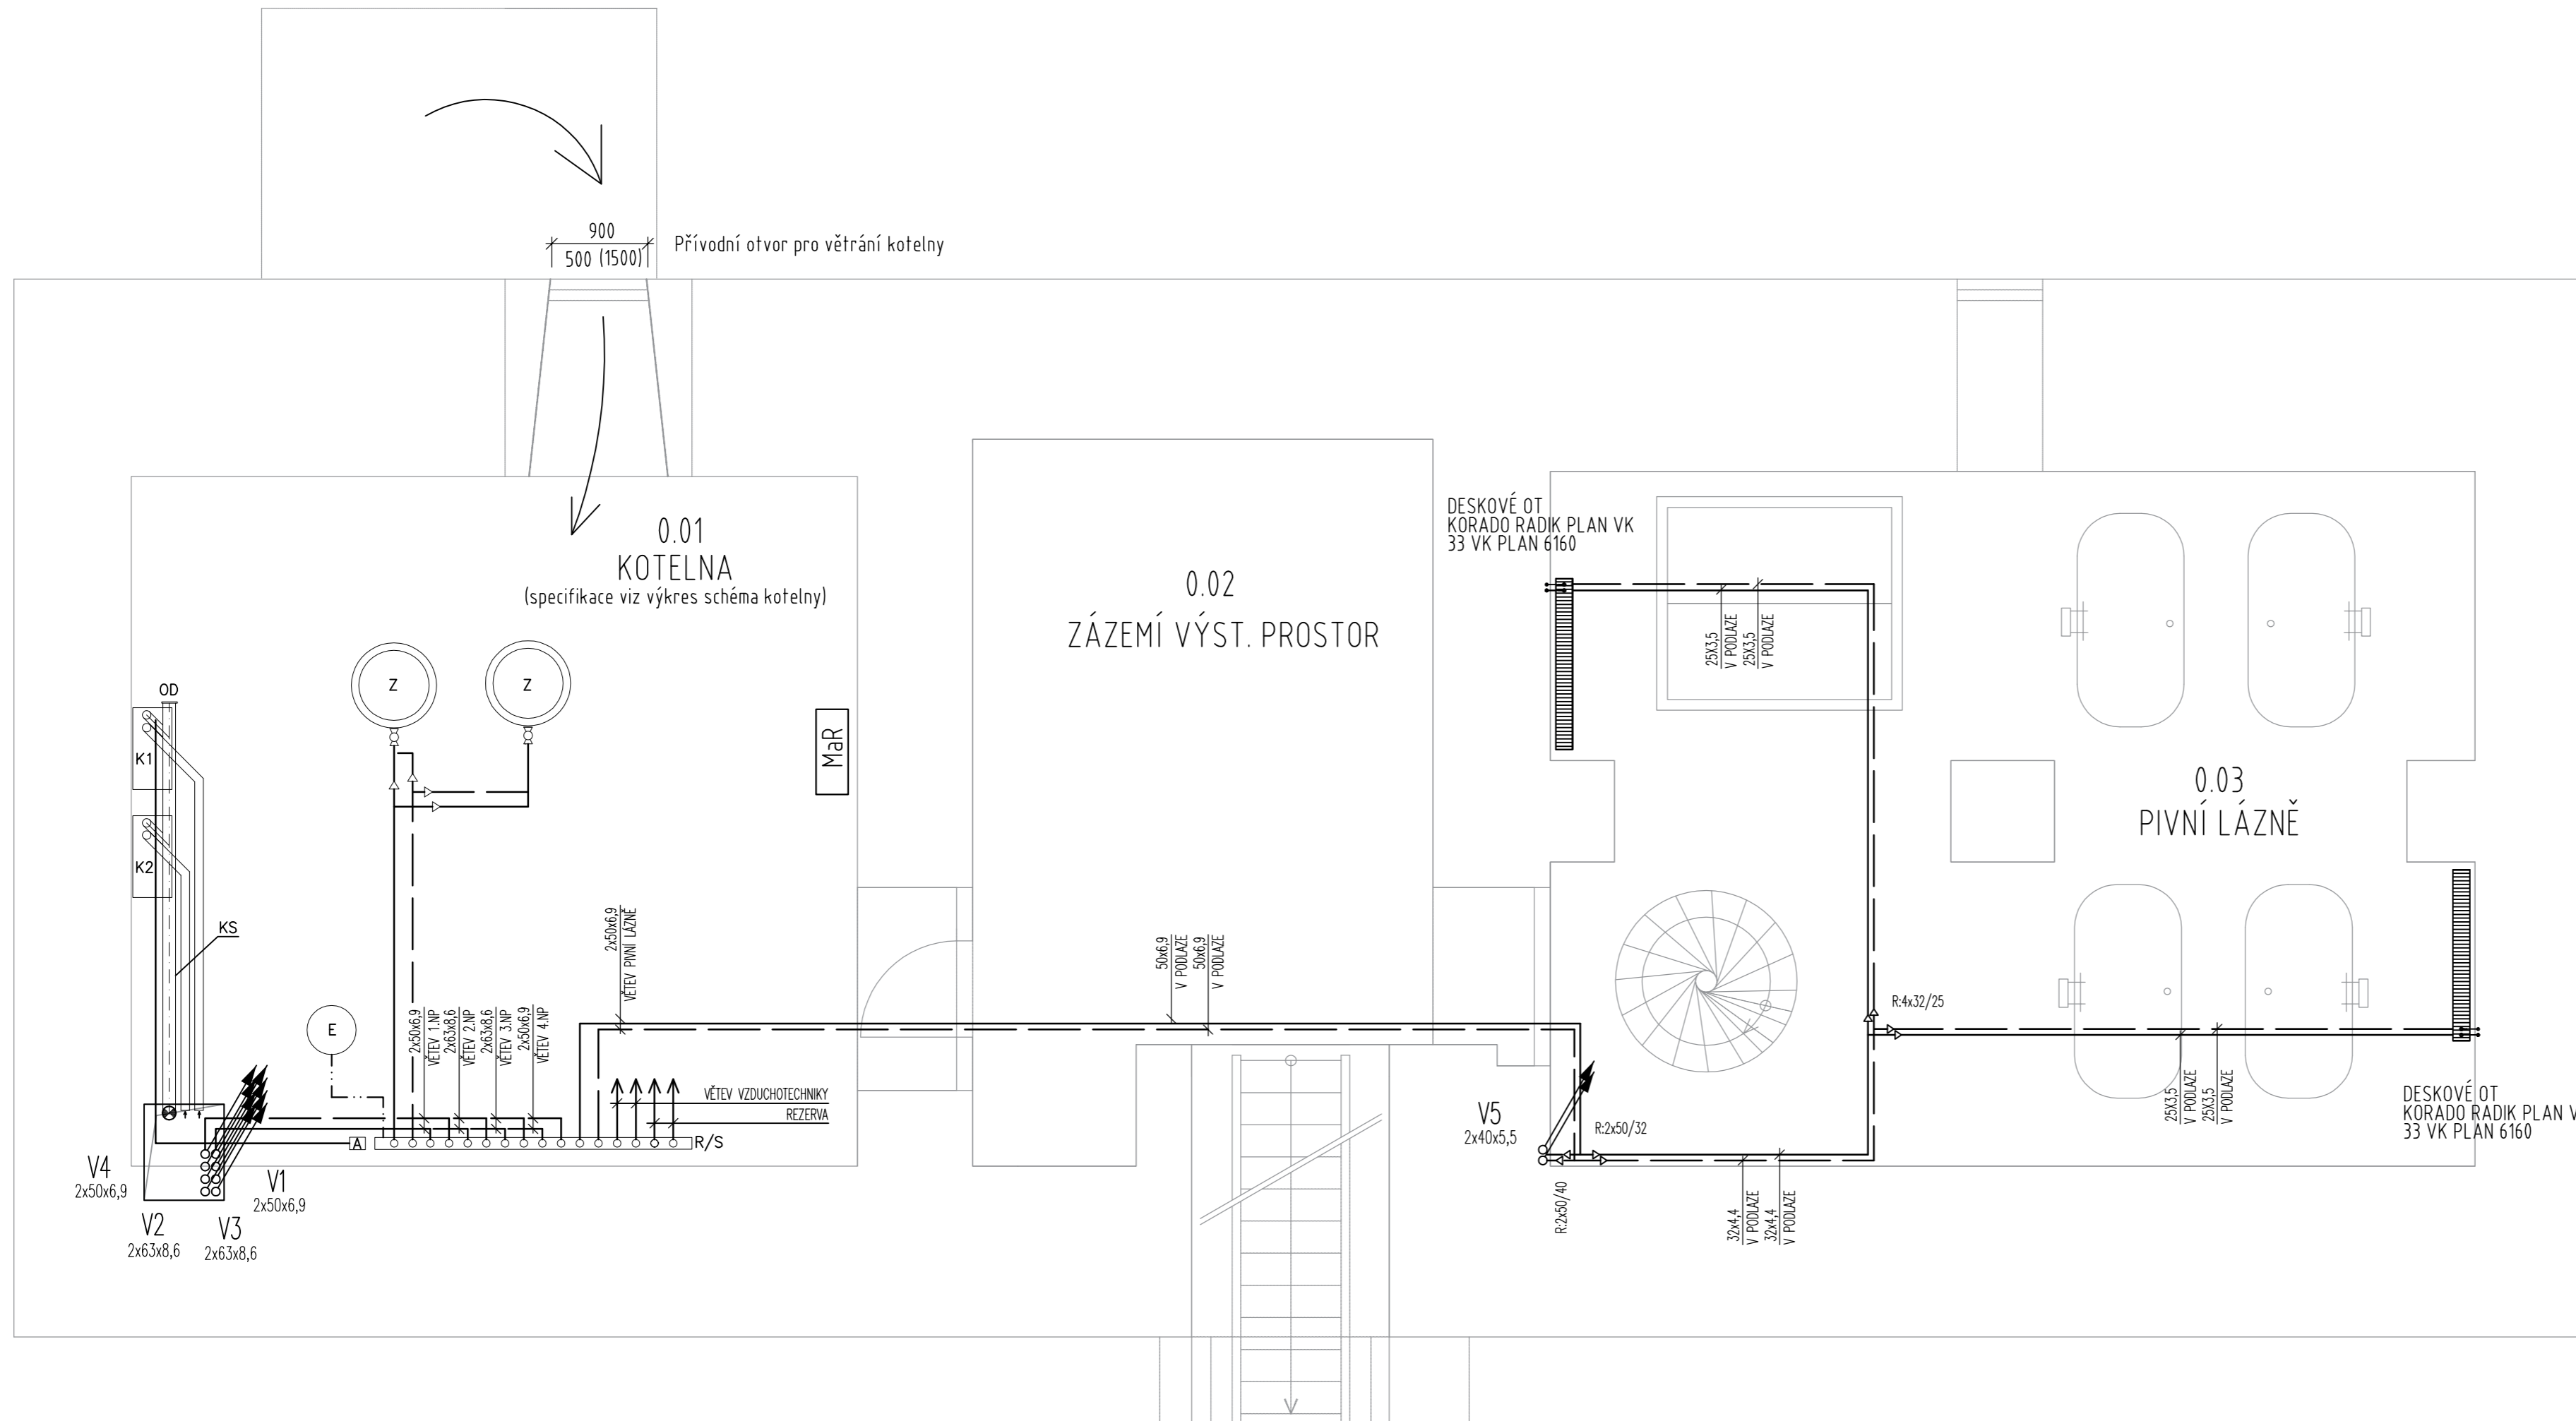 900
500 (1500)
Přívodní otvor pro větrání kotelny
0.01
KOTELNA
(specifikace viz výkres schéma kotelny)
0.02
ZÁZEMÍ VÝST. PROSTOR
DESKOVÉ OT
KORADO RADIK PLAN VK
33 VK PLAN 6160
25X3,5
V PODLAZE
25X3,5
V PODLAZE
0.03
PIVNÍ LÁZNĚ
OD
K1
K2
KS
Z
Z
MaR
E
2x50x6,9
VĚTEV 1.NP
2x63x8,6
VĚTEV 2.NP
2x63x8,6
VĚTEV 3.NP
2x50x6,9
VĚTEV 4.NP
2x50x6,9
VĚTEV PIVNÍ LÁZNĚ
VĚTEV VZDUCHOTECHNIKY
REZERVA
A
R/S
50x6,9
V PODLAZE
50x6,9
V PODLAZE
R:4x32/25
25X3,5
V PODLAZE
25X3,5
V PODLAZE
DESKOVÉ OT
KORADO RADIK PLAN V
33 VK PLAN 6160
V5
2x40x5,5
R:2x50/32
R:2x50/40
32x4,4
V PODLAZE
32x4,4
V PODLAZE
V4
2x50x6,9
V1
2x50x6,9
V2
2x63x8,6
V3
2x63x8,6